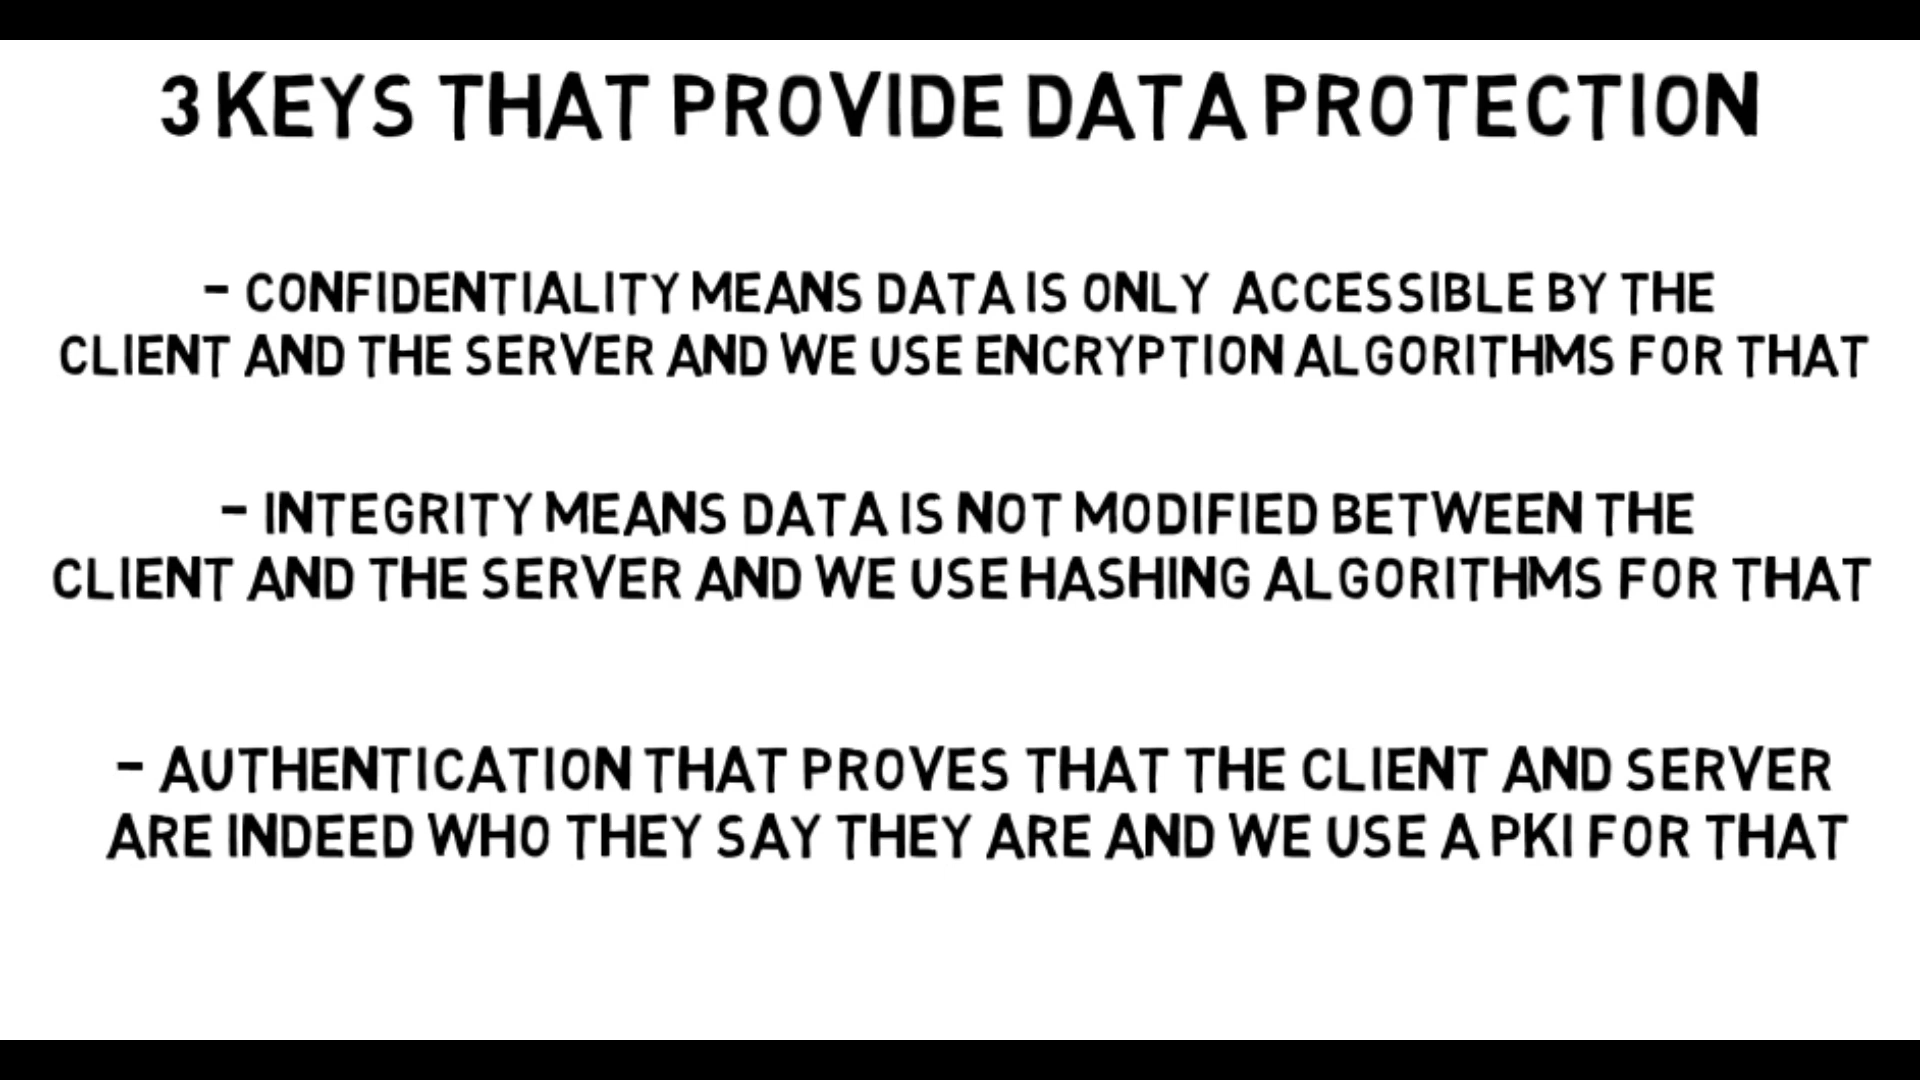 3 KEYS THAT PROVIDE DATA PROTECTION
- CONFIDENTIALITY MEANS DATA IS ONLY ACCESSIBLE BY THE
CLIENT AND THE SERVER AND WE USE ENCRYPTION ALGORITHMS FOR THAT
- INTEGRITY MEANS DATA IS NOT MODIFIED BETWEEN THE
CLIENT AND THE SERVER AND WE USE HASHING ALGORITHMS FOR THAT
- AUTHENTICATION THAT PROVES THAT THE CLIENT AND SERVER
ARE INDEED WHO THEY SAY THEY ARE AND WE USE A PKI FOR THAT